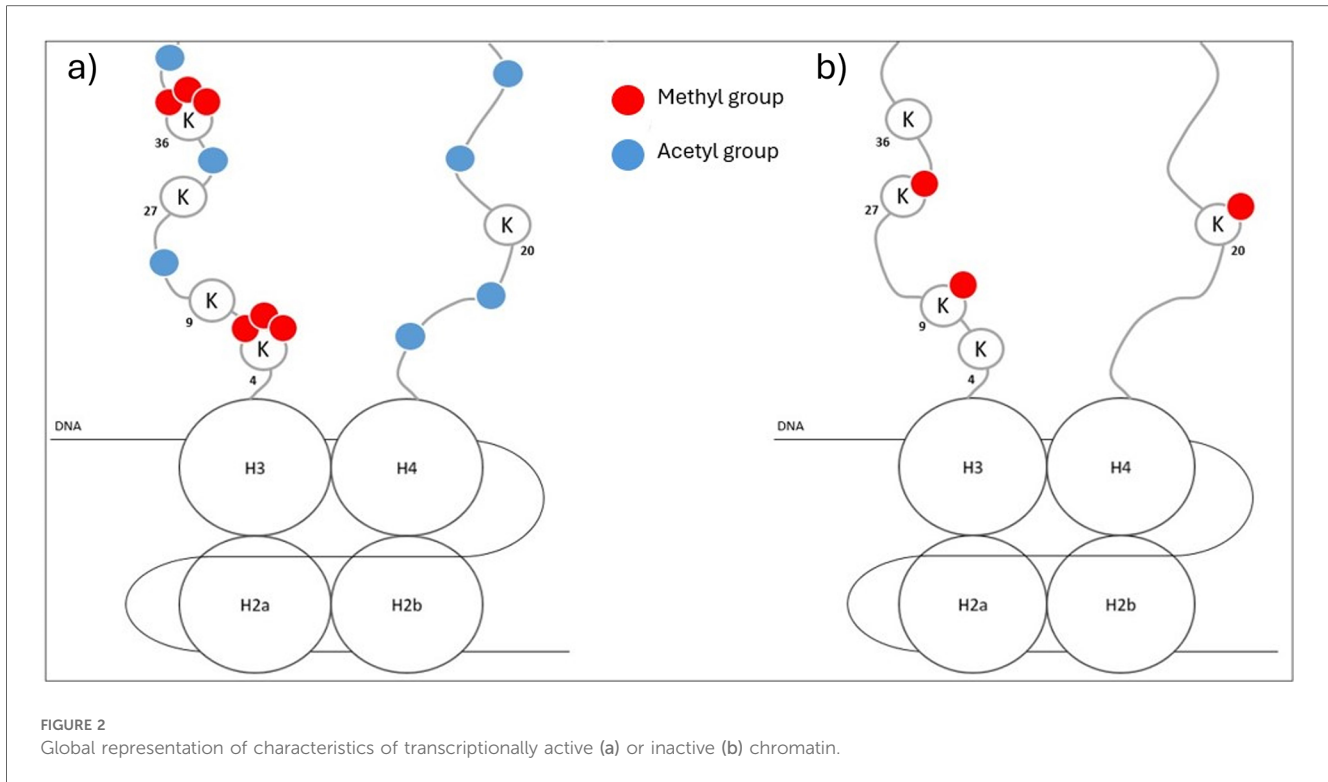 a)
K
36
K
27
K
9
K
4
K
20
Methyl group
Acetyl group
DNA
H3
H4
H2a
H2b
b)
K
36
K
27
K
9
K
4
K
20
DNA
H3
H4
H2a
H2b
FIGURE 2
Global representation of characteristics of transcriptionally active (a) or inactive (b) chromatin.